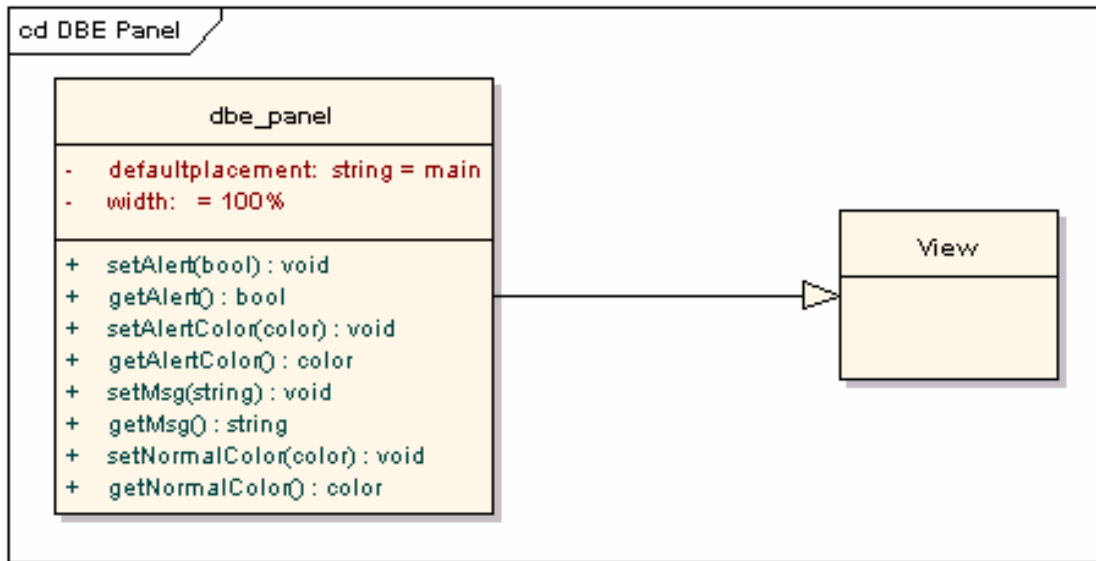 cd DBE Panel
dbe_panel
- defaultplacement: string = main
- width: = 100%
+ setAlert(bool) : void
+ getAlert() : bool
+ setAlertColor(color) : void
+ getAlertColor() : color
+ setMsg(string) : void
+ getMsg() : string
+ setNormalColor(color) : void
+ getNormalColor() : color
View